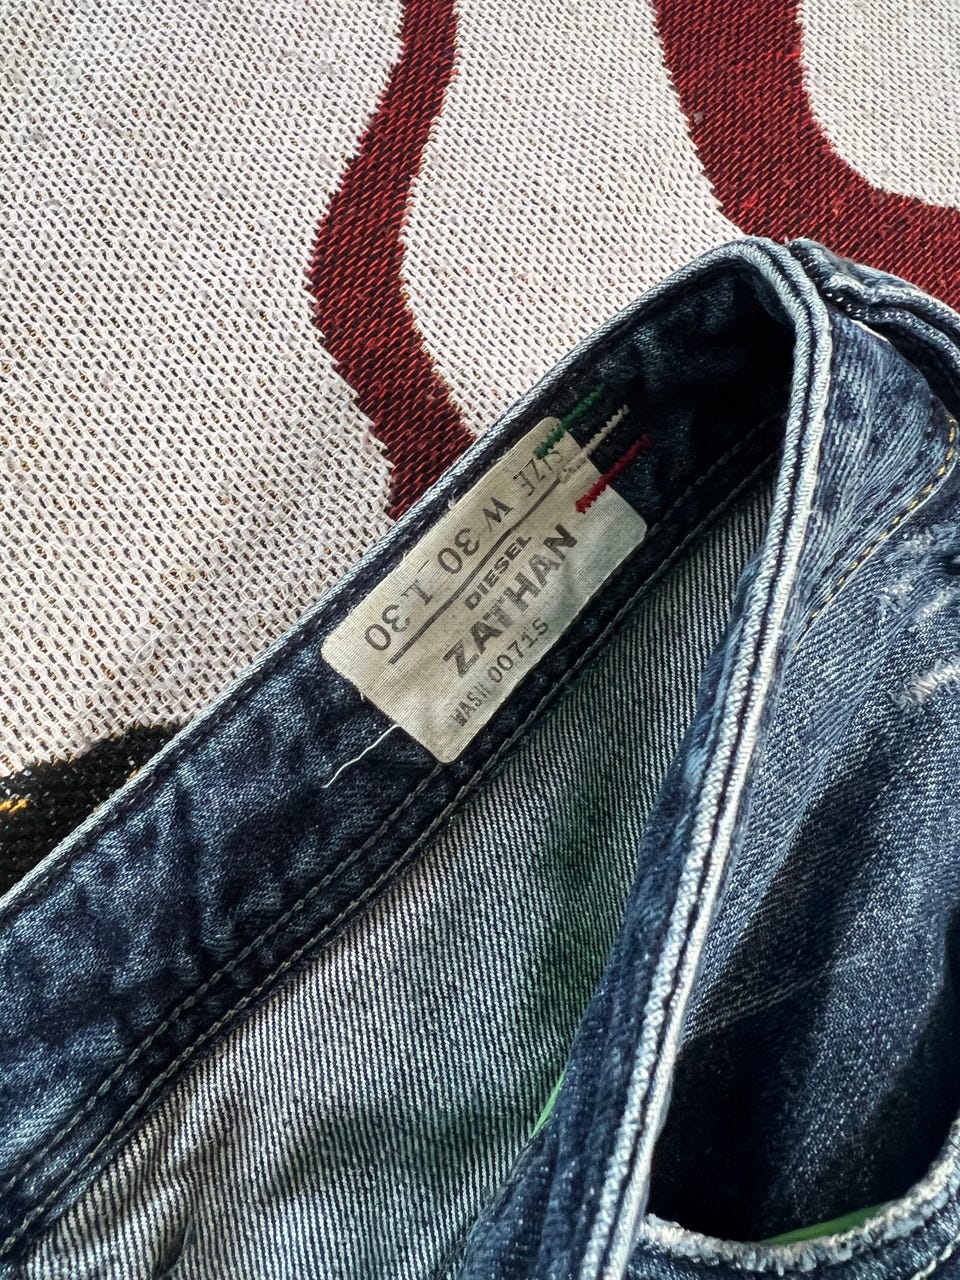 SIZE W 30 L 30
DIESEL
ZATHAN
WASH.0071S